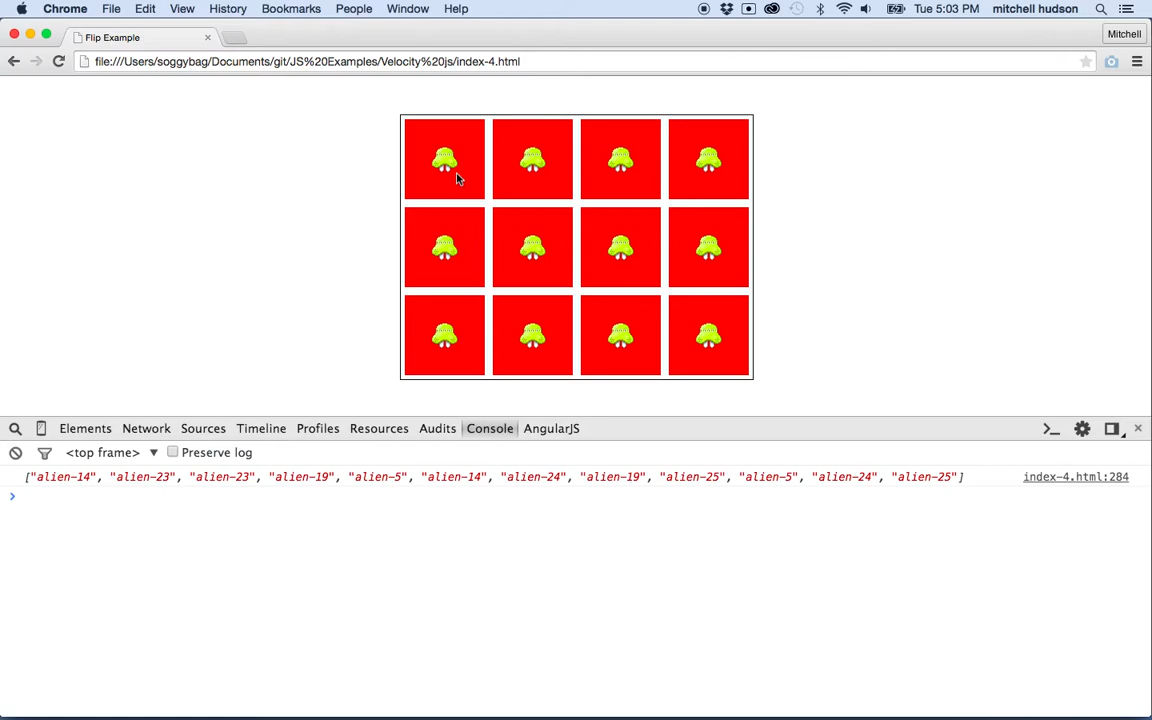 Chrome File Edit View History Bookmarks People Window Help Tue 5:03 PM mitchell hudson
Flip Example Mitchell
file:///Users/soggybag/Documents/git/JS%20Examples/Velocity%20js/index-4.html
Elements Network Sources Timeline Profiles Resources Audits Console AngularJS
<top frame> ▼ Preserve log
["alien-14", "alien-23", "alien-23", "alien-19", "alien-5", "alien-14", "alien-24", "alien-19", "alien-25", "alien-5", "alien-24", "alien-25"] index-4.html:284